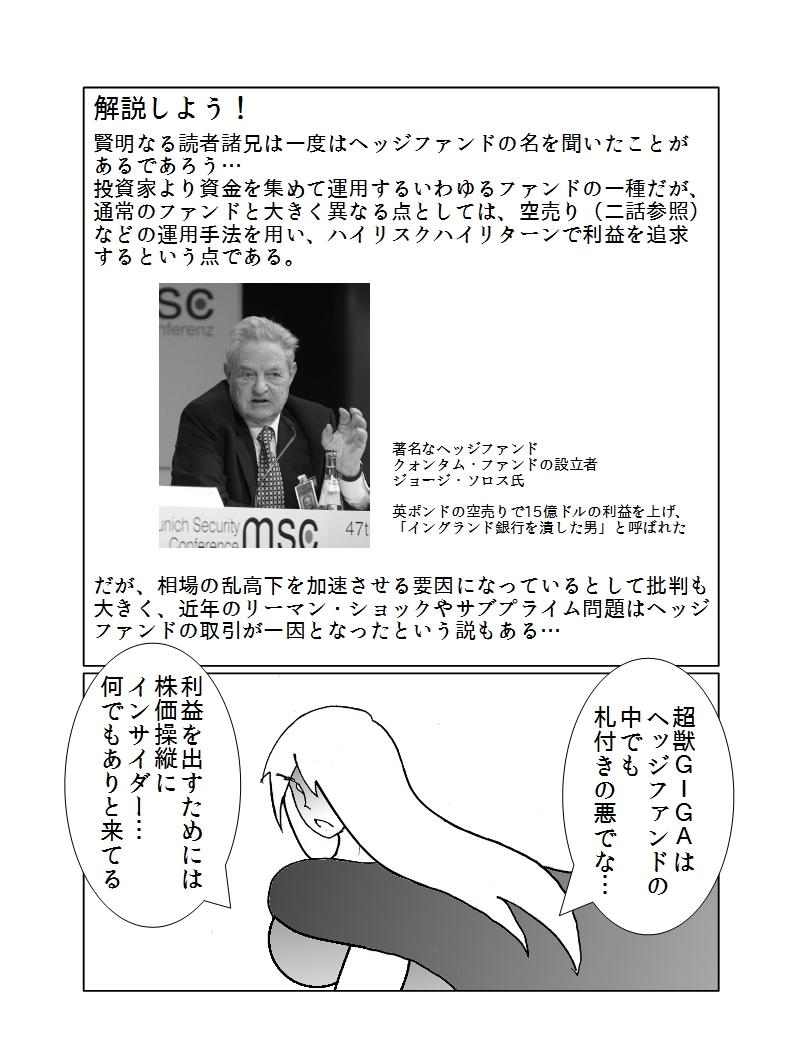 解説しよう！
賢明なる読者諸兄は一度はヘッジファンドの名を聞いたことが
あるであろう…
投資家より資金を集めて運用するいわゆるファンドの一種だが、
通常のファンドと大きく異なる点としては、空売り（二話参照）
などの運用手法を用い、ハイリスクハイリターンで利益を追求
するという点である。
msc
nferenz
unich Security
Conference
msc
47t
著名なヘッジファンド
クォンタム・ファンドの設立者
ジョージ・ソロス氏
英ポンドの空売りで15億ドルの利益を上げ、
「イングランド銀行を潰した男」と呼ばれた
だが、相場の乱高下を加速させる要因になっているとして批判も
大きく、近年のリーマン・ショックやサブプライム問題はヘッジ
ファンドの取引が一因となったという説もある…
超獣ＧＩＧＡは
ヘッジファンドの
中でも
札付きの悪でな…
利益を出すためには
株価操縦に
インサイダー…
何でもありと来てる